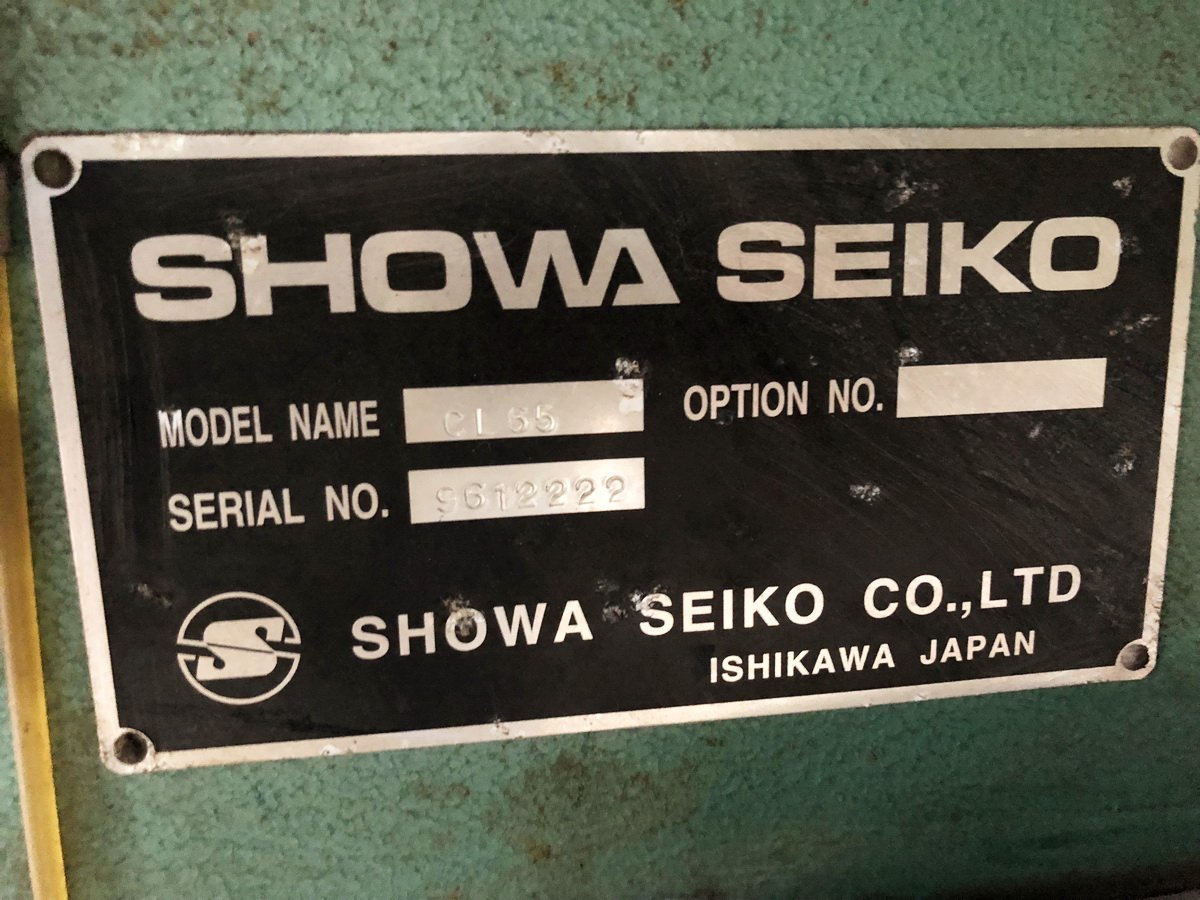 SHOWA SEIKO
MODEL NAME CL65 OPTION NO.
SERIAL NO. 9612222
S SHOWA SEIKO CO.,LTD
ISHIKAWA JAPAN